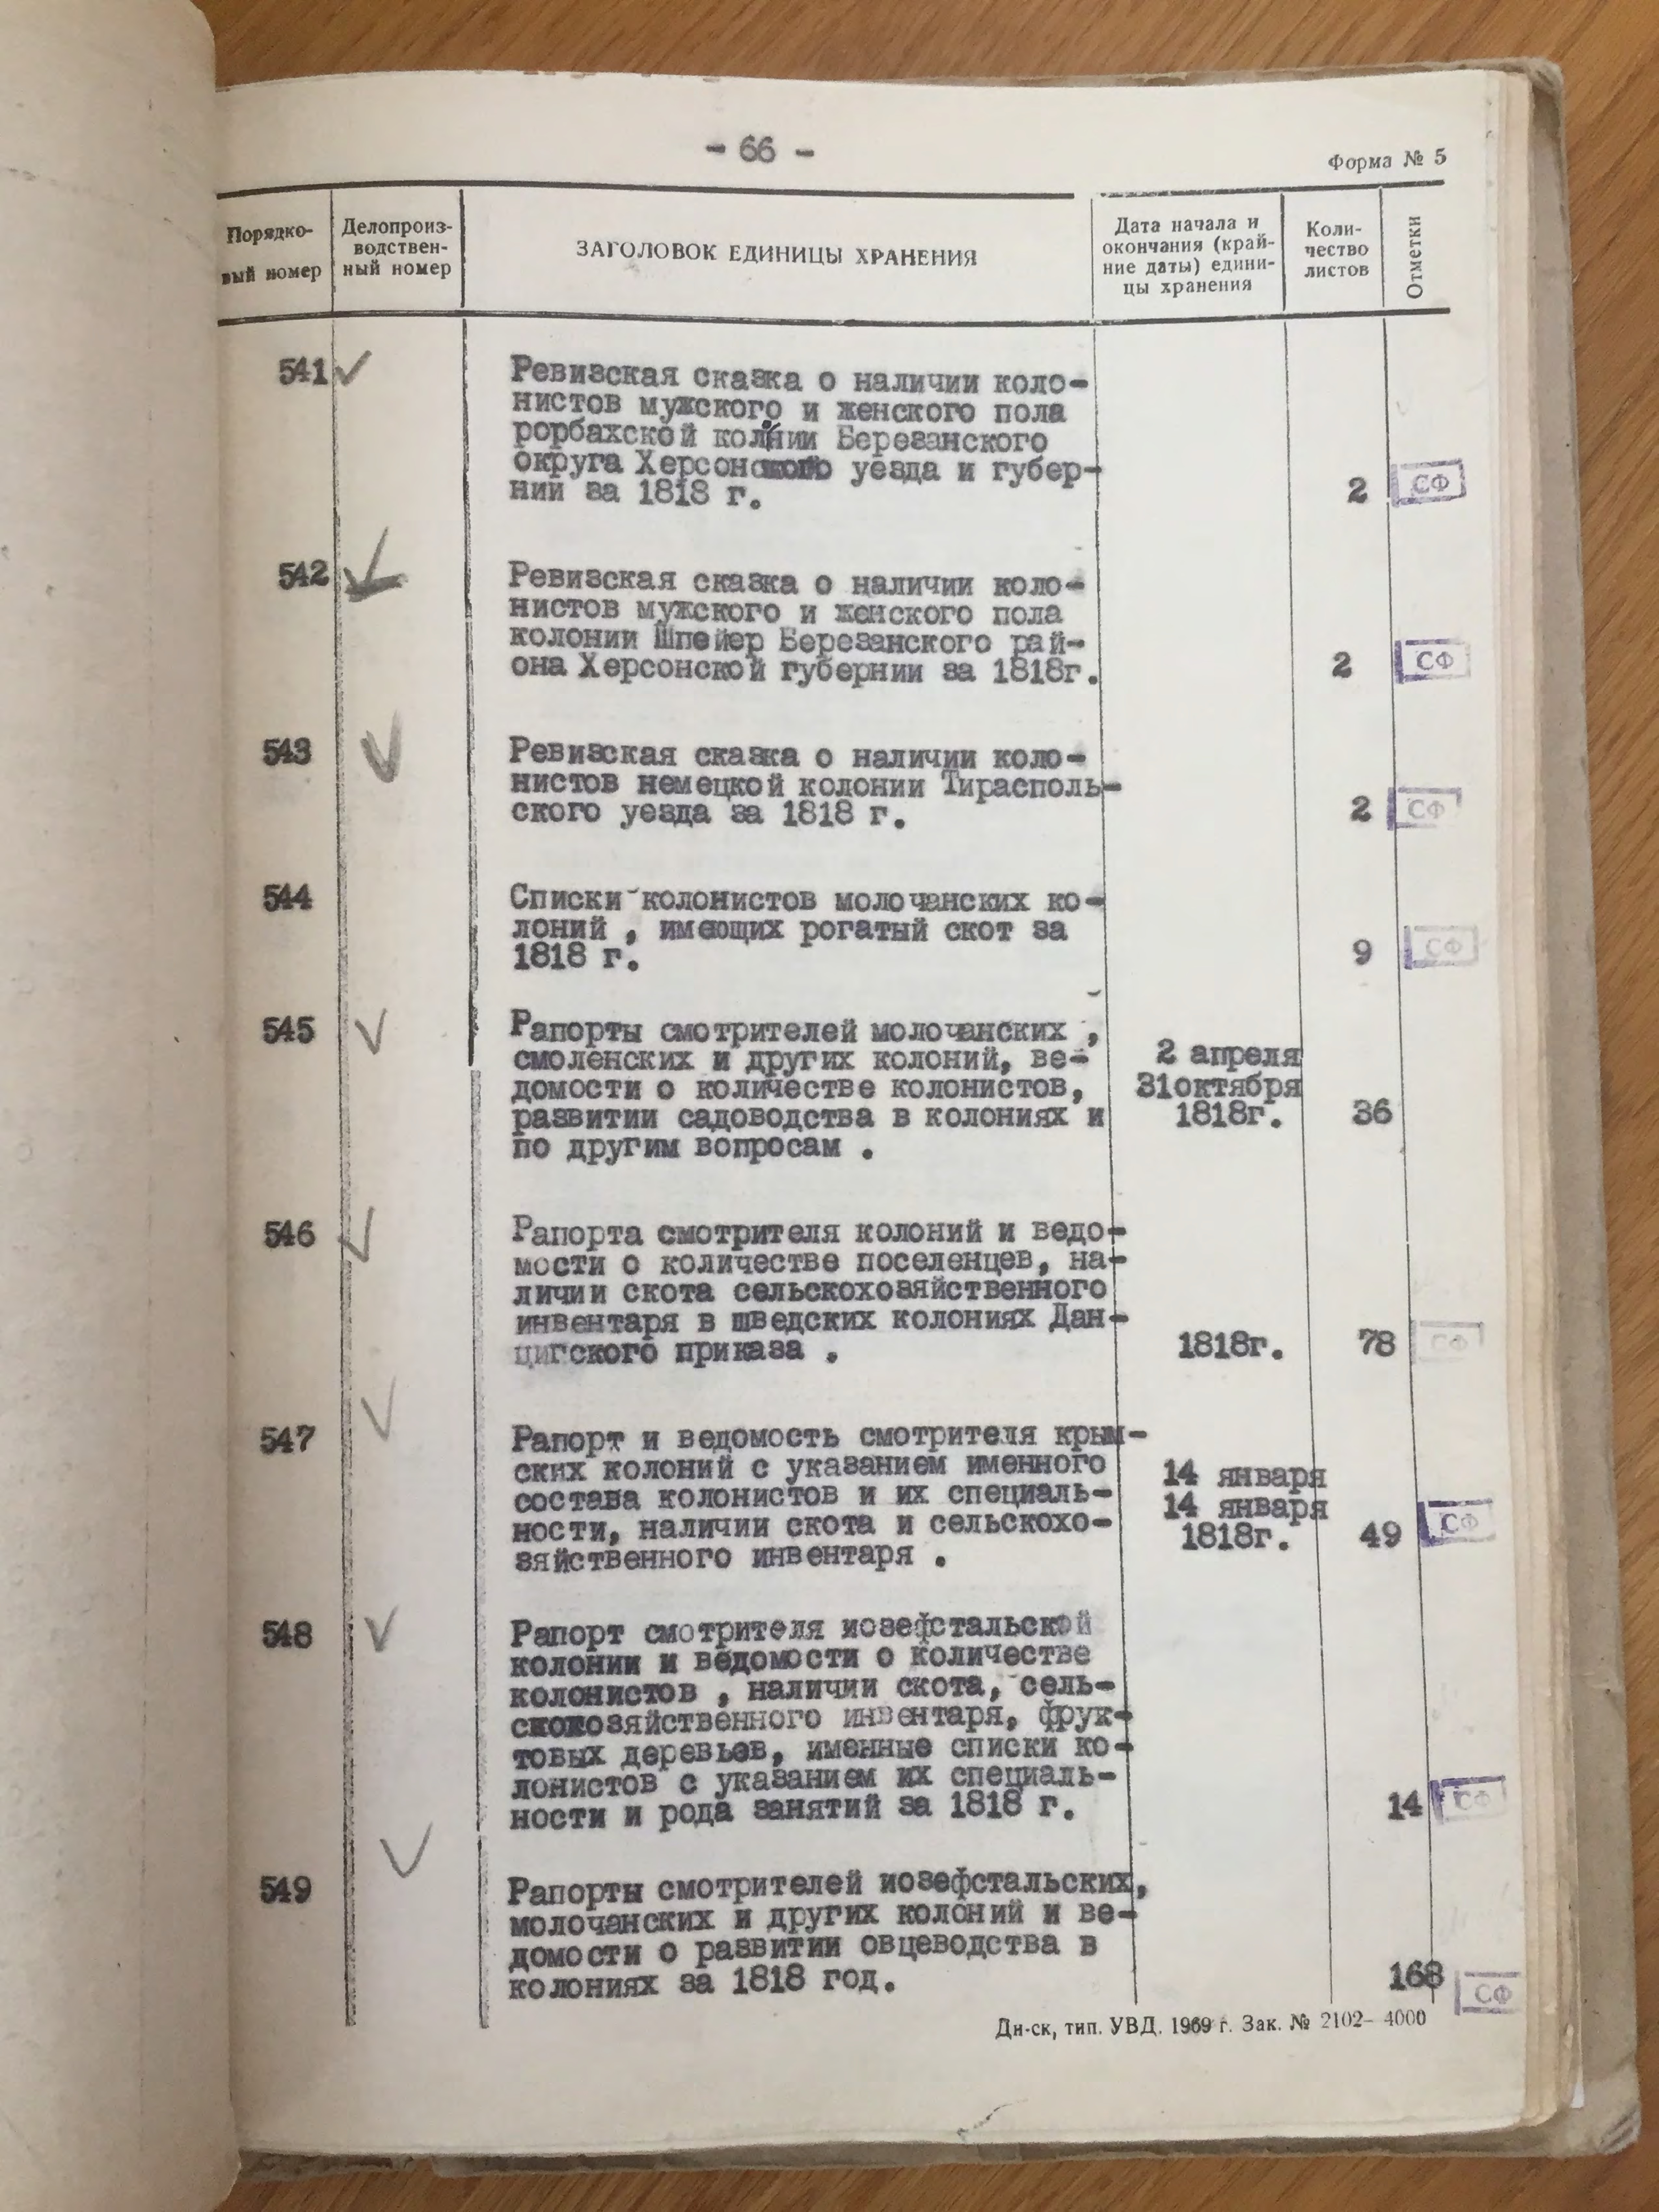 - 66 -
Форма № 5
Порядко-
вый номер
Делопроиз-
водствен-
ный номер
ЗАГОЛОВОК ЕДИНИЦЫ ХРАНЕНИЯ
Дата начала и
окончания (край-
ние даты) едини-
цы хранения
Коли-
чество
листов
Отметки
541
Ревизская сказка о наличии коло-
нистов мужского и женского пола
рорбахской колонии Березанского
округа Херсонского уезда и губер-
нии за 1818 г.
2 СФ
542
Ревизская сказка о наличии коло-
нистов мужского и женского пола
колонии Шпейер Березанского рай-
она Херсонской губернии за 1818г.
2 СФ
543
Ревизская сказка о наличии коло-
нистов немецкой колонии Тирасполь-
ского уезда за 1818 г.
2 СФ
544
Списки колонистов молочанских ко-
лоний , имеющих рогатый скот за
1818 г.
9 СФ
545
Рапорты смотрителей молочанских ,
смоленских и других колоний, ве-
домости о количестве колонистов,
развитии садоводства в колониях и
по другим вопросам .
2 апреля
31октября
1818г.
36
546
Рапорта смотрителя колоний и ведо-
мости о количестве поселенцев, на-
личии скота сельскохозяйственного
инвентаря в шведских колониях Дан-
цигского приказа .
1818г.
78 СФ
547
Рапорт и ведомость смотрителя крым-
ских колоний с указанием именного
состава колонистов и их специаль-
ности, наличии скота и сельскохо-
зяйственного инвентаря .
14 января
14 января
1818г.
49 СФ
548
Рапорт смотрителя иозефстальской
колонии и ведомости о количестве
колонистов , наличии скота, сель-
скохозяйственного инвентаря, фрук-
товых деревьев, именные списки ко-
лонистов с указанием их специаль-
ности и рода занятий за 1818 г.
14 СФ
549
Рапорты смотрителей иозефстальских,
молочанских и других колоний и ве-
домости о развитии овцеводства в
колониях за 1818 год.
168 СФ
Дн-ск, тип. УВД. 1969 г. Зак. № 2102- 4000